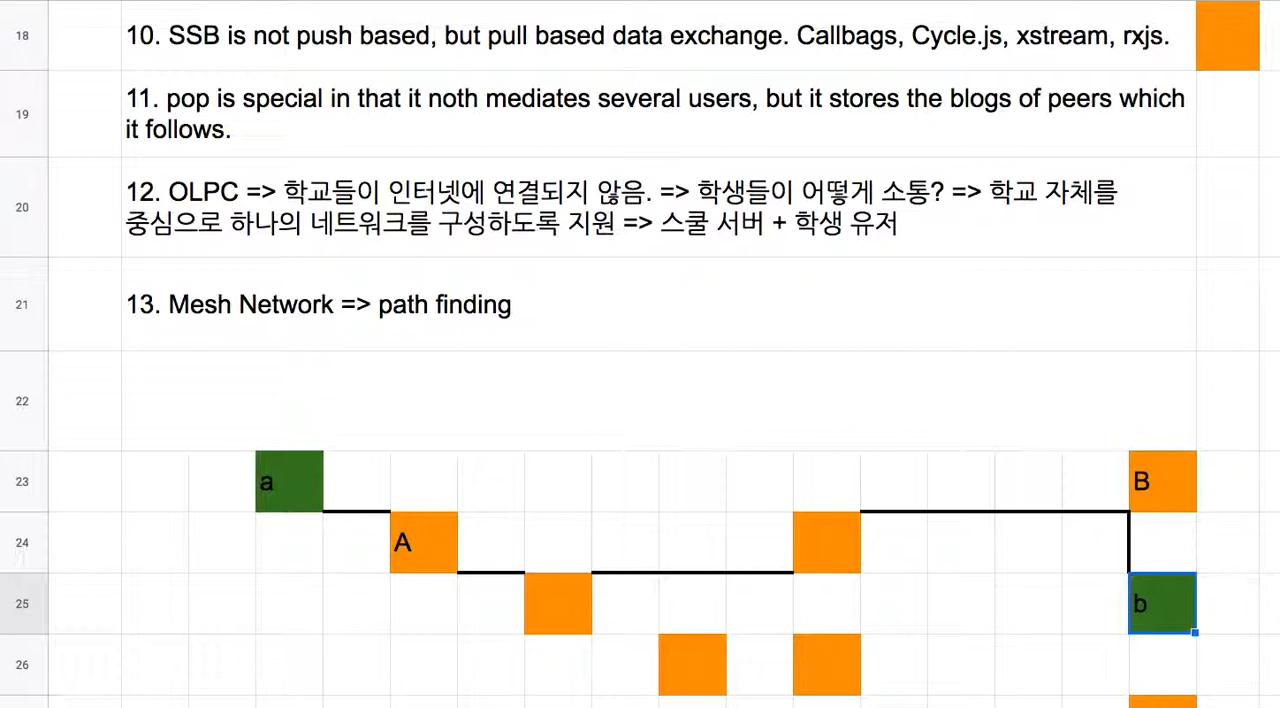 18
10. SSB is not push based, but pull based data exchange. Callbags, Cycle.js, xstream, rxjs.
19
11. pop is special in that it noth mediates several users, but it stores the blogs of peers which
it follows.
20
12. OLPC => 학교들이 인터넷에 연결되지 않음. => 학생들이 어떻게 소통? => 학교 자체를
중심으로 하나의 네트워크를 구성하도록 지원 => 스쿨 서버 + 학생 유저
21
13. Mesh Network => path finding
22
23
a
B
24
A
25
b
26